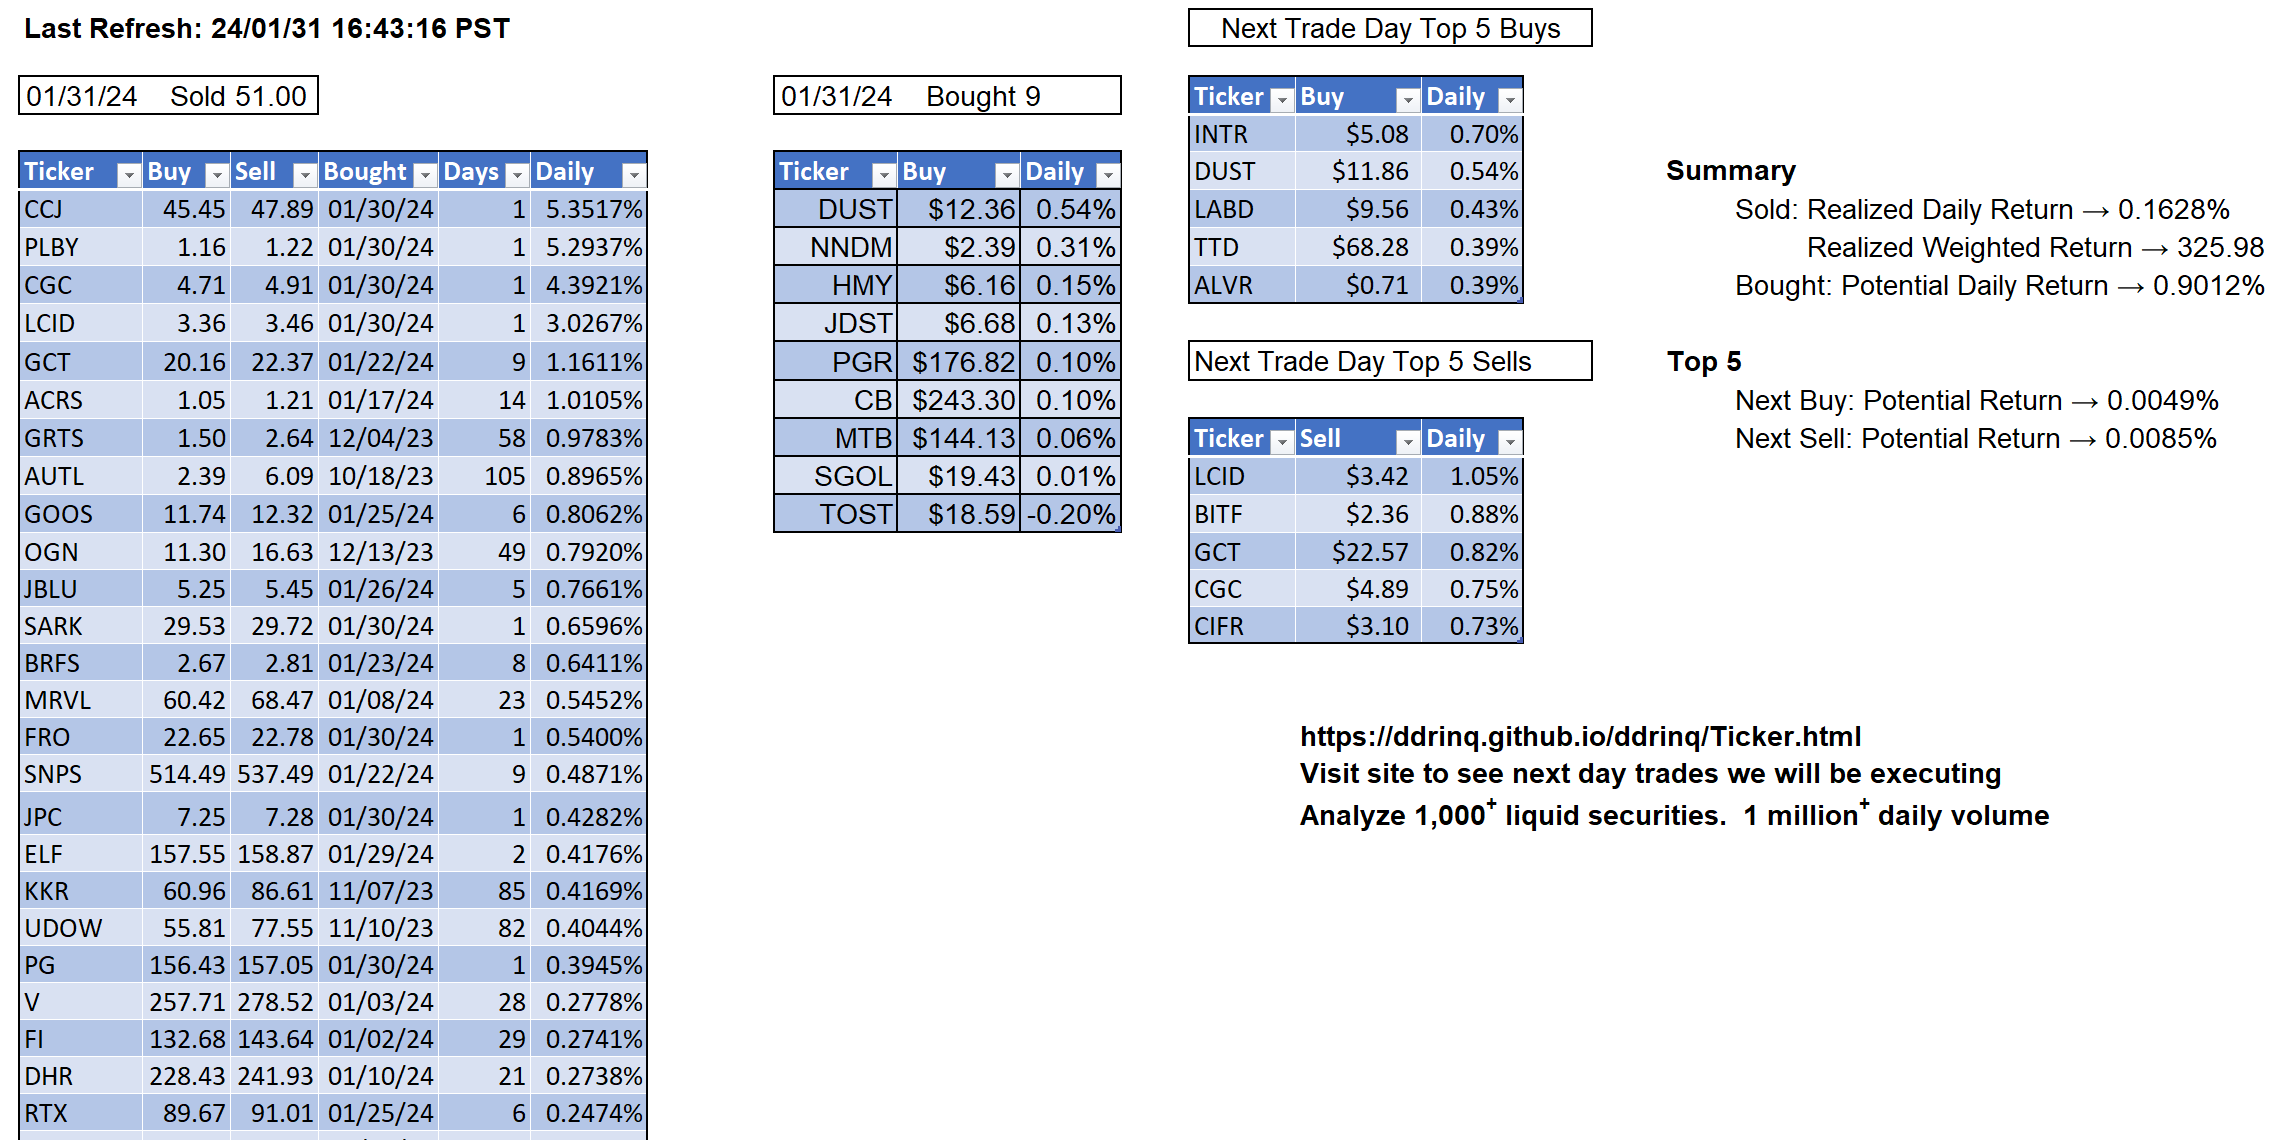 Last Refresh: 24/01/31 16:43:16 PST
01/31/24 Sold 51.00
Ticker Buy Sell Bought Days Daily
CCJ 45.45 47.89 01/30/24 1 5.3517%
PLBY 1.16 1.22 01/30/24 1 5.2937%
CGC 4.71 4.91 01/30/24 1 4.3921%
LCID 3.36 3.46 01/30/24 1 3.0267%
GCT 20.16 22.37 01/22/24 9 1.1611%
ACRS 1.05 1.21 01/17/24 14 1.0105%
GRTS 1.50 2.64 12/04/23 58 0.9783%
AUTL 2.39 6.09 10/18/23 105 0.8965%
GOOS 11.74 12.32 01/25/24 6 0.8062%
OGN 11.30 16.63 12/13/23 49 0.7920%
JBLU 5.25 5.45 01/26/24 5 0.7661%
SARK 29.53 29.72 01/30/24 1 0.6596%
BRFS 2.67 2.81 01/23/24 8 0.6411%
MRVL 60.42 68.47 01/08/24 23 0.5452%
FRO 22.65 22.78 01/30/24 1 0.5400%
SNPS 514.49 537.49 01/22/24 9 0.4871%
JPC 7.25 7.28 01/30/24 1 0.4282%
ELF 157.55 158.87 01/29/24 2 0.4176%
KKR 60.96 86.61 11/07/23 85 0.4169%
UDOW 55.81 77.55 11/10/23 82 0.4044%
PG 156.43 157.05 01/30/24 1 0.3945%
V 257.71 278.52 01/03/24 28 0.2778%
FI 132.68 143.64 01/02/24 29 0.2741%
DHR 228.43 241.93 01/10/24 21 0.2738%
RTX 89.67 91.01 01/25/24 6 0.2474%
01/31/24 Bought 9
Ticker Buy Daily
DUST $12.36 0.54%
NNDM $2.39 0.31%
HMY $6.16 0.15%
JDST $6.68 0.13%
PGR $176.82 0.10%
CB $243.30 0.10%
MTB $144.13 0.06%
SGOL $19.43 0.01%
TOST $18.59 -0.20%
Next Trade Day Top 5 Buys
Ticker Buy Daily
INTR $5.08 0.70%
DUST $11.86 0.54%
LABD $9.56 0.43%
TTD $68.28 0.39%
ALVR $0.71 0.39%
Next Trade Day Top 5 Sells
Ticker Sell Daily
LCID $3.42 1.05%
BITF $2.36 0.88%
GCT $22.57 0.82%
CGC $4.89 0.75%
CIFR $3.10 0.73%
Summary
Sold: Realized Daily Return → 0.1628%
Realized Weighted Return → 325.98
Bought: Potential Daily Return → 0.9012%
Top 5
Next Buy: Potential Return → 0.0049%
Next Sell: Potential Return → 0.0085%
https://ddrinq.github.io/ddrinq/Ticker.html
Visit site to see next day trades we will be executing
Analyze 1,000+ liquid securities. 1 million+ daily volume